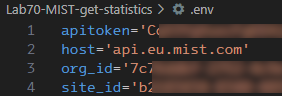 Lab70-MIST-get-statistics > .env
1 apitoken='C
2 host='api.eu.mist.com'
3 org_id='7c7
4 site_id='b2